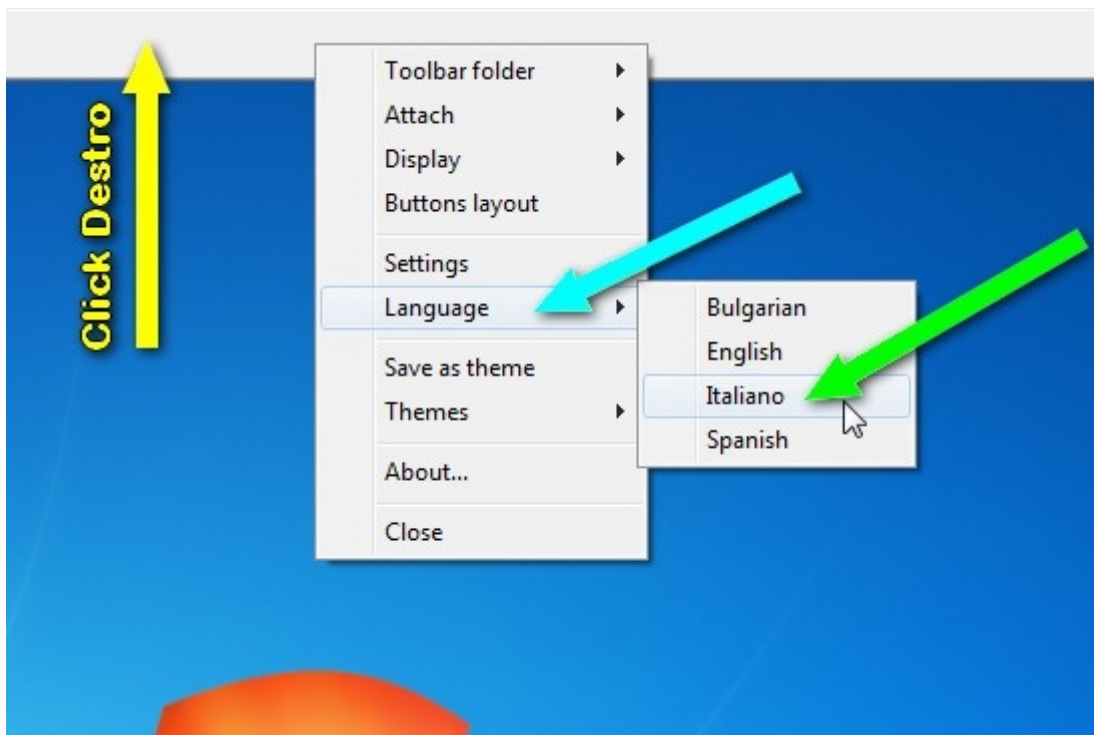 Click Destro
Toolbar folder
Attach
Display
Buttons layout
Settings
Language
Save as theme
Themes
About...
Close
Bulgarian
English
Italiano
Spanish